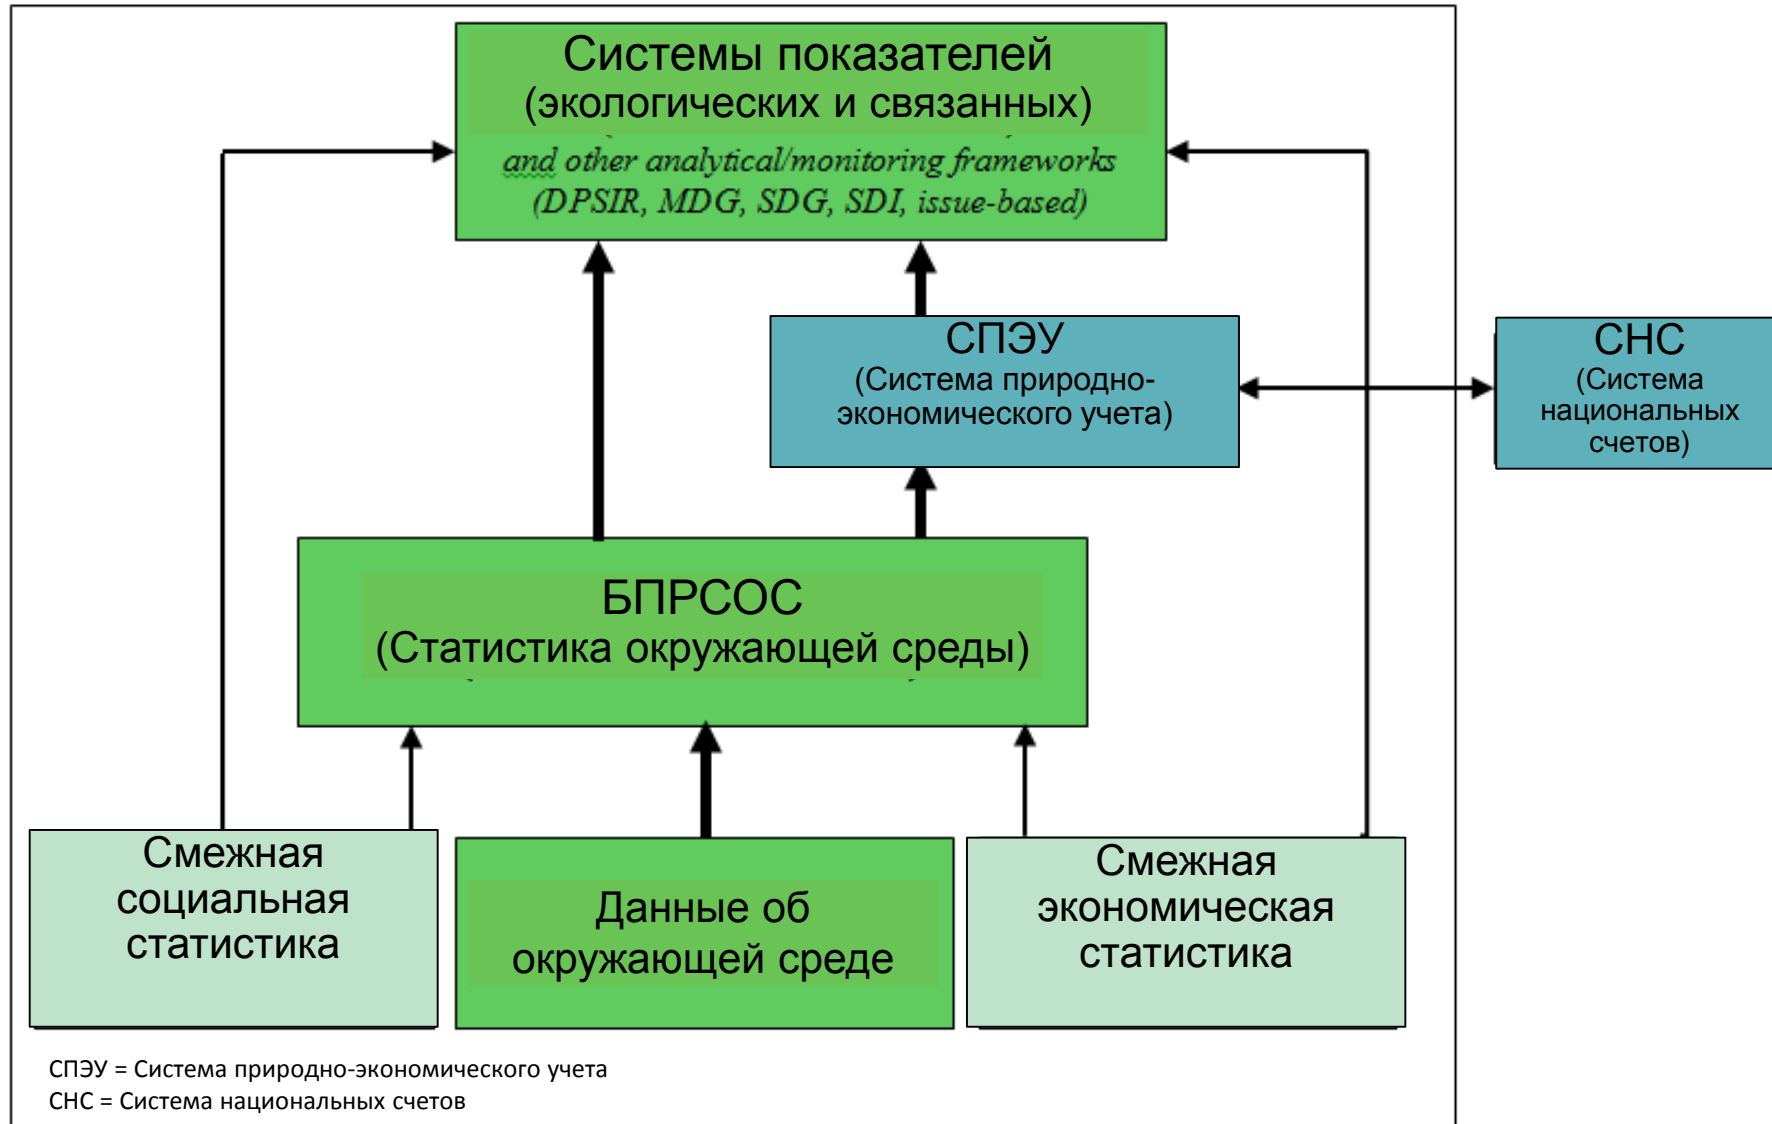 Системы показателей
(экологических и связанных)
and other analytical/monitoring frameworks
(DPSIR, MDG, SDG, SDI, issue-based)
СПЭУ
(Система природно-
экономического учета)
СНС
(Система
национальных
счетов)
БПРСОС
(Статистика окружающей среды)
Смежная
социальная
статистика
Данные об
окружающей среде
Смежная
экономическая
статистика
СПЭУ = Система природно-экономического учета
СНС = Система национальных счетов